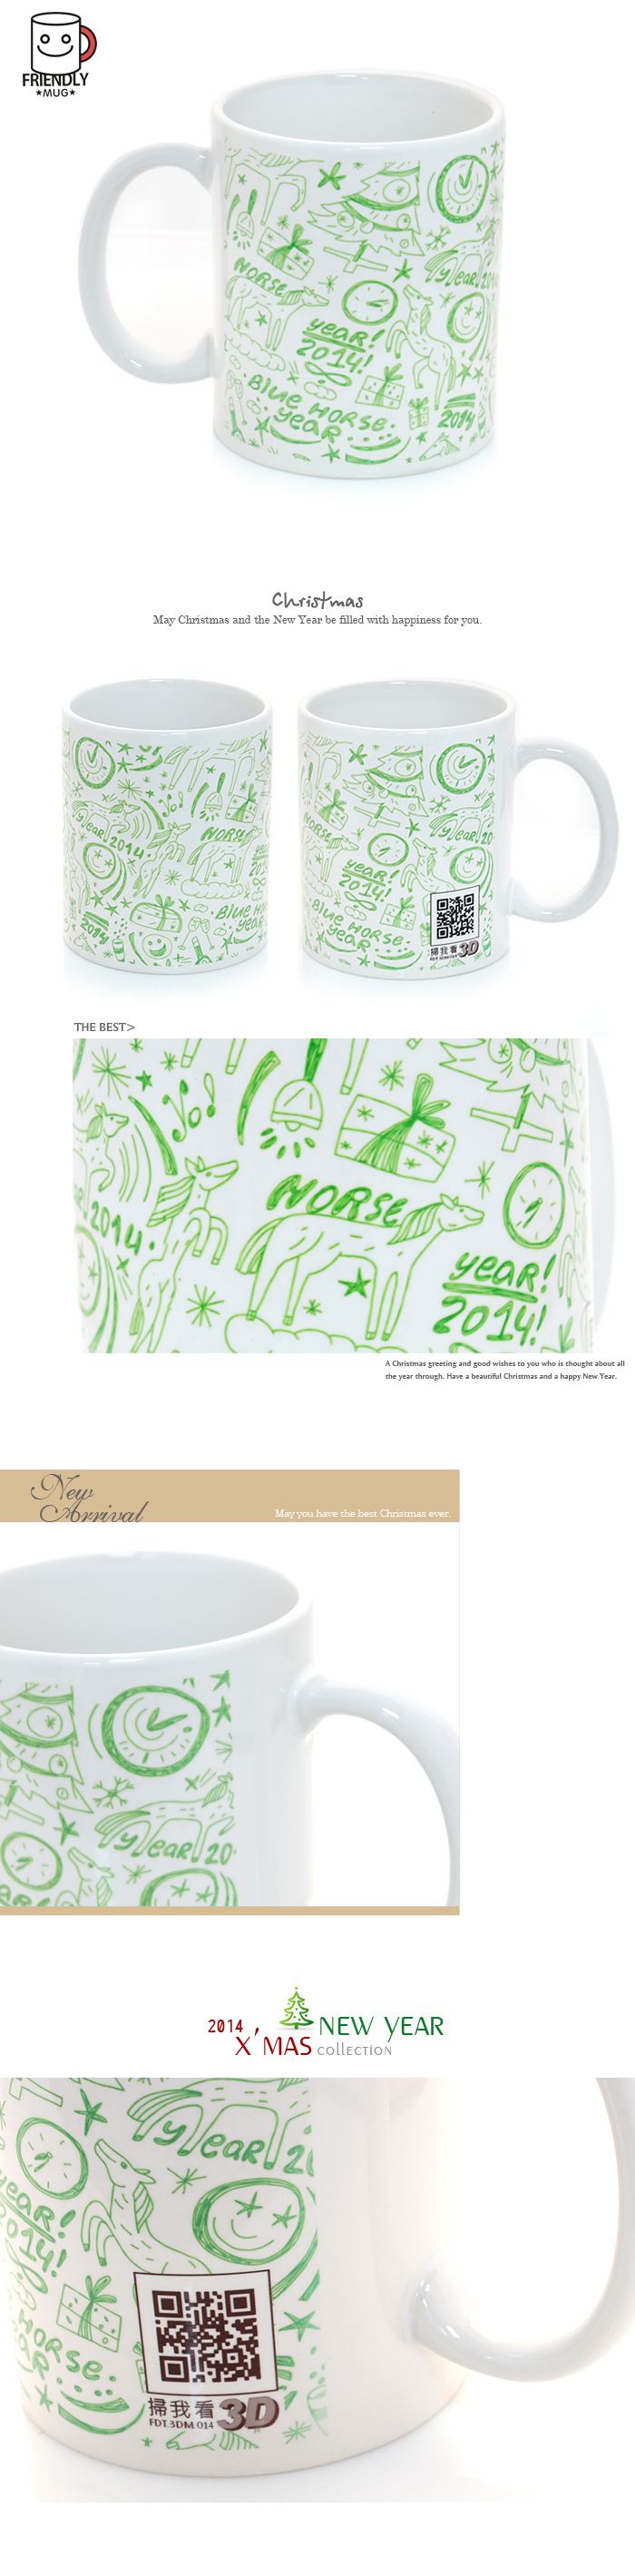 FRIENDLY
★MUG★
HORSE
year!
2014!
year 2014
Blue HORSE.
year
2014
Christmas
May Christmas and the New Year be filled with happiness for you.
year 2014
HORSE
2014
Blue HO
year
HORSE
year 20
year!
2014!
Blue HORSE.
year
掃我看3D
FDT.3DM.014
THE BEST>
2014.
HORSE
year!
2014!
A Christmas greeting and good wishes to you who is thought about all
the year through. Have a beautiful Christmas and a happy New Year.
New
Arrival
May you have the best Christmas ever.
year 20
2014 X'MAS NEW YEAR
collection
year 20
year!
2014!
HORSE.
掃我看3D
FDT.3DM.014